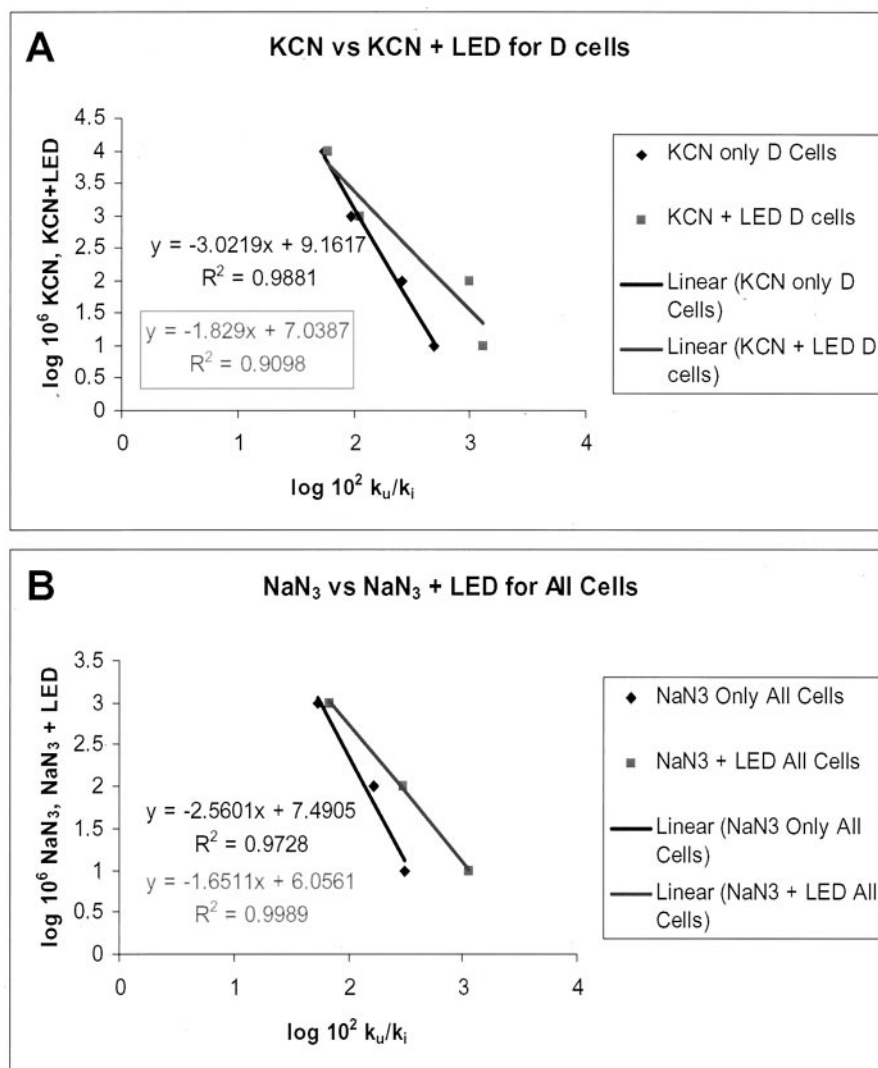 A
KCN vs KCN + LED for D cells
log 10⁶ KCN, KCN+LED
4.5
4
3.5
3
2.5
2
1.5
1
0.5
0
0
1
2
3
4
y = -3.0219x + 9.1617
R² = 0.9881
y = -1.829x + 7.0387
R² = 0.9098
log 10² kᵤ/kᵢ
KCN only D Cells
KCN + LED D cells
Linear (KCN only D
Cells)
Linear (KCN + LED D
cells)
B
NaN₃ vs NaN₃ + LED for All Cells
log 10⁶ NaN₃, NaN₃ + LED
3.5
3
2.5
2
1.5
1
0.5
0
0
1
2
3
4
y = -2.5601x + 7.4905
R² = 0.9728
y = -1.6511x + 6.0561
R² = 0.9989
log 10² kᵤ/kᵢ
NaN3 Only All Cells
NaN3 + LED All Cells
Linear (NaN3 Only All
Cells)
Linear (NaN3 + LED All
Cells)